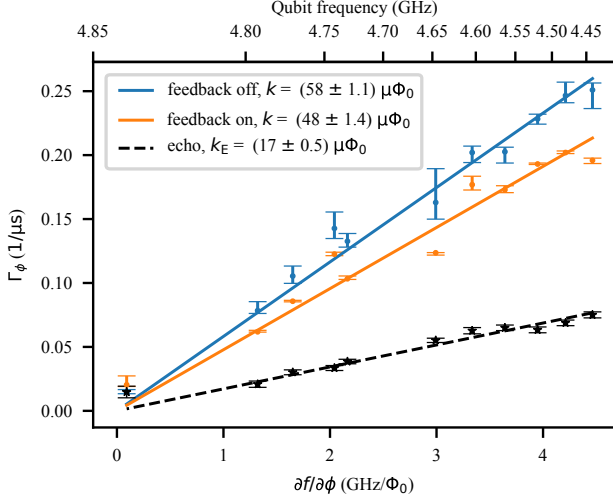 Qubit frequency (GHz)
4.84 4.80 4.75 4.70 4.65 4.60 4.55 4.50 4.45
0.25
0.20
0.15
0.10
0.05
0.00
Γϕ (1/μs)
feedback off, k = (58 ± 1.1) μΦ₀
feedback on, k = (48 ± 1.4) μΦ₀
echo, k_E = (17 ± 0.5) μΦ₀
0 1 2 3 4
∂f/∂ϕ (GHz/Φ₀)